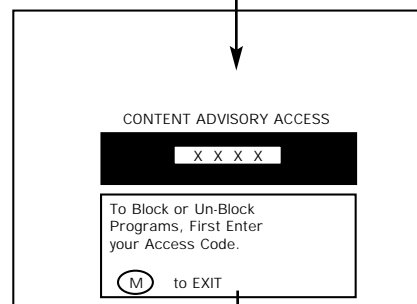 CONTENT ADVISORY ACCESS
X X X X
To Block or Un-Block
Programs, First Enter
your Access Code.
M to EXIT